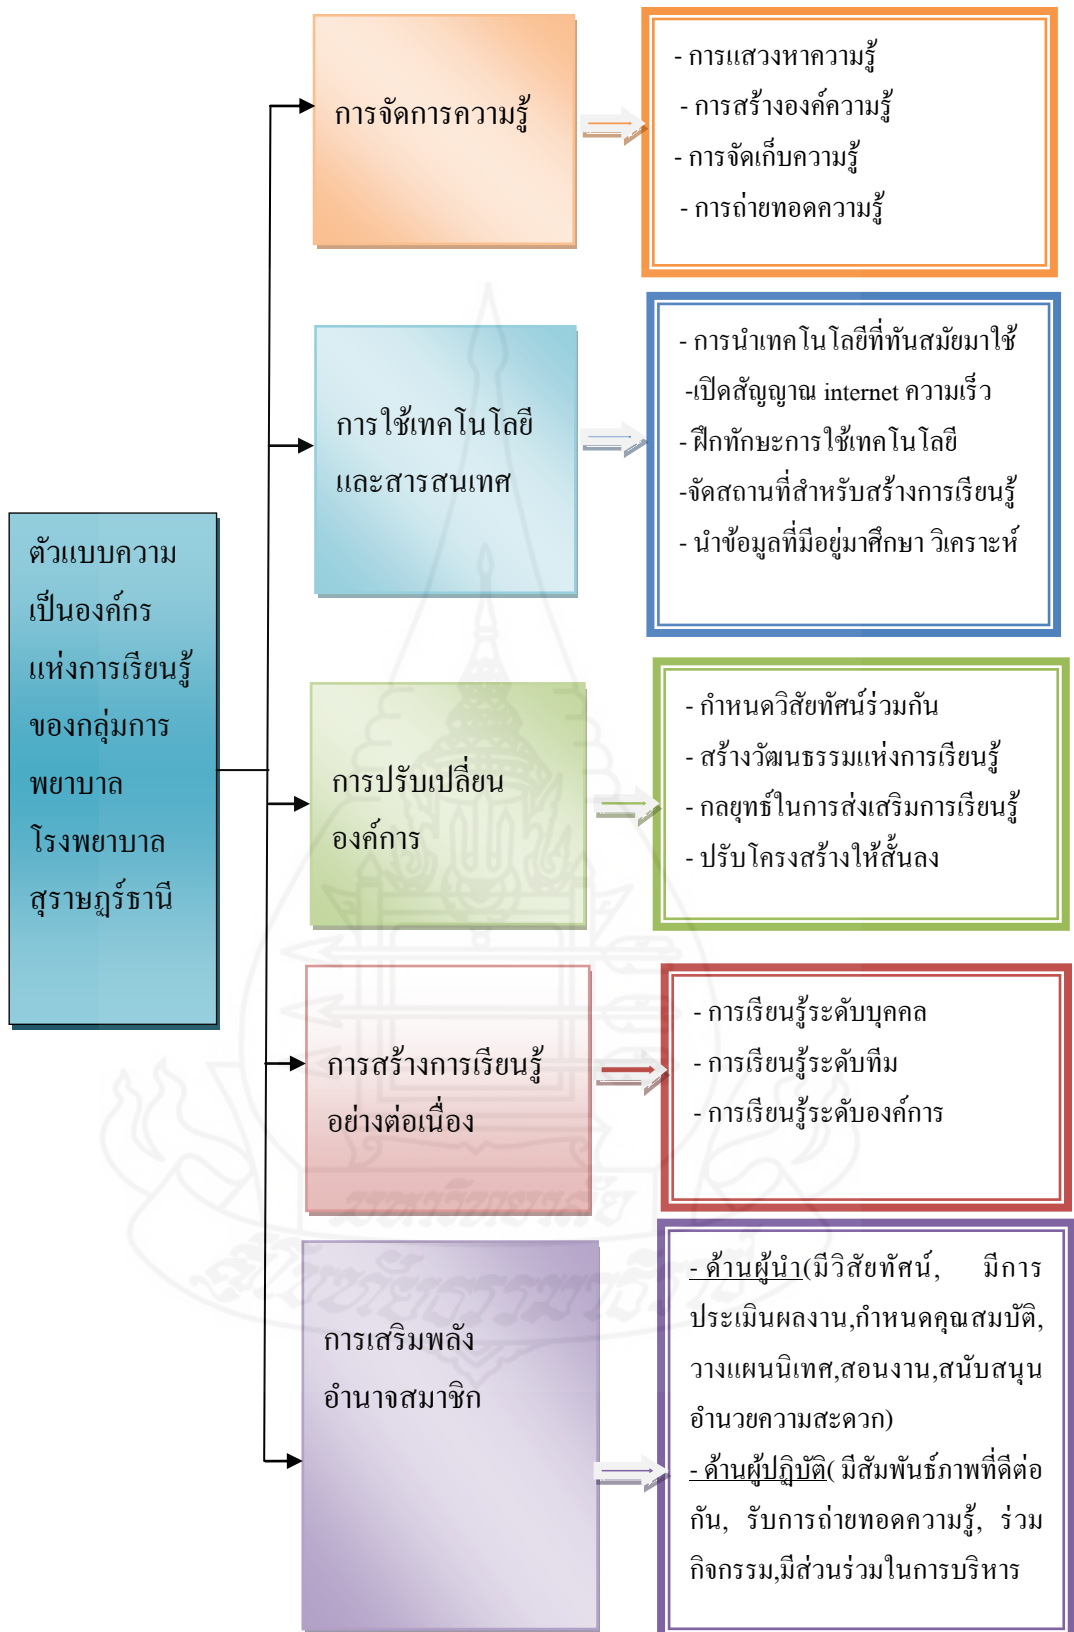 การจัดการความรู้
- การแสวงหาความรู้
- การสร้างองค์ความรู้
- การจัดเก็บความรู้
- การถ่ายทอดความรู้
การใช้เทคโนโลยี
และสารสนเทศ
- การนำเทคโนโลยีที่ทันสมัยมาใช้
-เปิดสัญญาณ internet ความเร็ว
- ฝึกทักษะการใช้เทคโนโลยี
-จัดสถานที่สำหรับสร้างการเรียนรู้
- นำข้อมูลที่มีอยู่มาศึกษา วิเคราะห์
ตัวแบบความ
เป็นองค์กร
แห่งการเรียนรู้
ของกลุ่มการ
พยาบาล
โรงพยาบาล
สุราษฎร์ธานี
การปรับเปลี่ยน
องค์การ
- กำหนดวิสัยทัศน์ร่วมกัน
- สร้างวัฒนธรรมแห่งการเรียนรู้
- กลยุทธ์ในการส่งเสริมการเรียนรู้
- ปรับโครงสร้างให้สั้นลง
การสร้างการเรียนรู้
อย่างต่อเนื่อง
- การเรียนรู้ระดับบุคคล
- การเรียนรู้ระดับทีม
- การเรียนรู้ระดับองค์การ
การเสริมพลัง
อำนาจสมาชิก
- ด้านผู้นำ(มีวิสัยทัศน์, มีการ
ประเมินผลงาน,กำหนดคุณสมบัติ,
วางแผนนิเทศ,สอนงาน,สนับสนุน
อำนวยความสะดวก)
- ด้านผู้ปฏิบัติ( มีสัมพันธ์ภาพที่ดีต่อ
กัน, รับการถ่ายทอดความรู้, ร่วม
กิจกรรม,มีส่วนร่วมในการบริหาร
มหาวิทยาลัย
สุโขทัยธรรมาธิราช